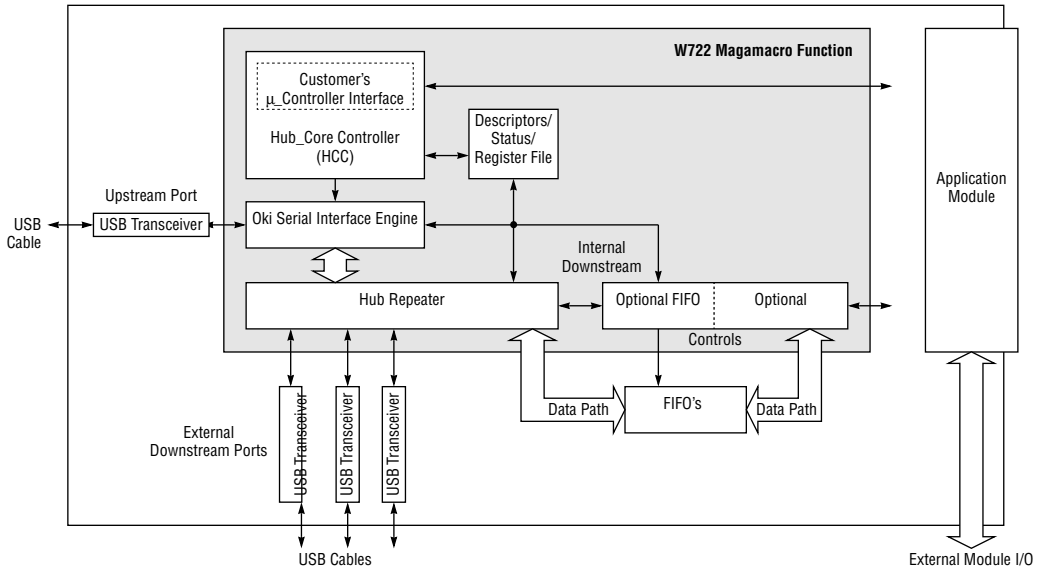 W722 Magamacro Function
Customer's
μ_Controller Interface
Hub_Core Controller
(HCC)
Descriptors/
Status/
Register File
Application
Module
Upstream Port
USB
Cable
USB Transceiver
Oki Serial Interface Engine
Internal
Downstream
Hub Repeater
Optional FIFO
Optional
Controls
External
Downstream Ports
USB Transceiver
USB Transceiver
USB Transceiver
Data Path
FIFO's
Data Path
USB Cables
External Module I/O